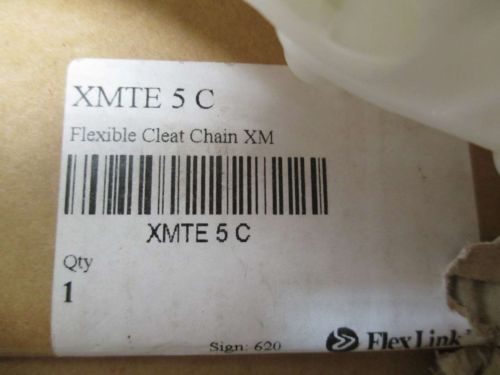 XMTE 5 C
Flexible Cleat Chain XM
XMTE 5 C
Qty
1
Sign: 620
FlexLink